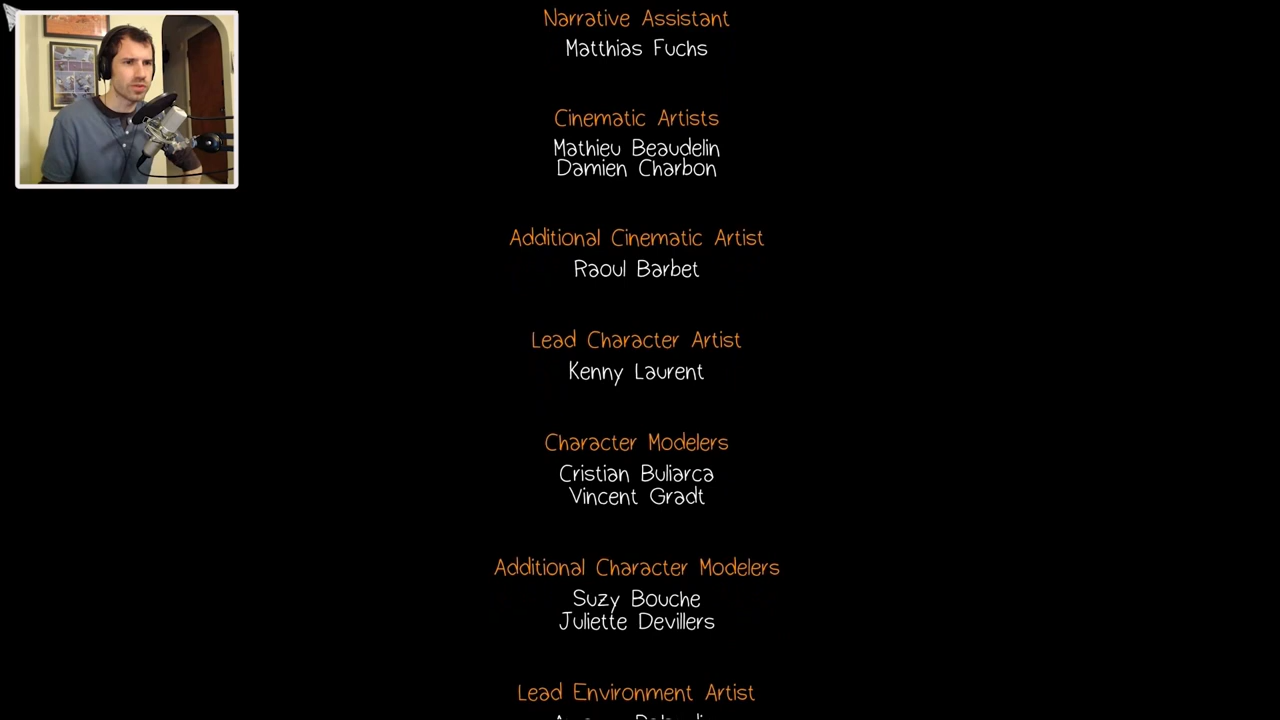 Narrative Assistant
Matthias Fuchs
Cinematic Artists
Mathieu Beaudelin
Damien Charbon
Additional Cinematic Artist
Raoul Barbet
Lead Character Artist
Kenny Laurent
Character Modelers
Cristian Buliarca
Vincent Gradt
Additional Character Modelers
Suzy Bouche
Juliette Devillers
Lead Environment Artist